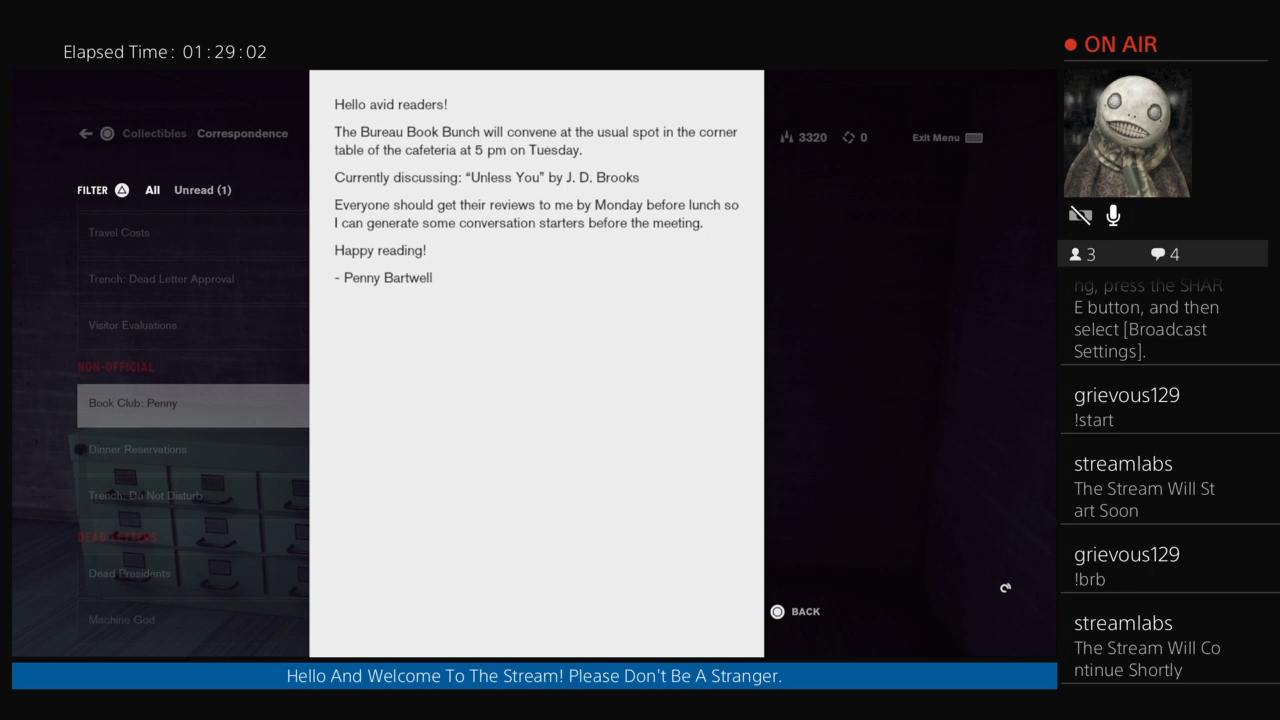 Elapsed Time: 01:29:02
Collectibles Correspondence
FILTER All Unread (1)
Travel Costs
Trench: Dead Letter Approval
Visitor Evaluations
NON-OFFICIAL
Book Club: Penny
Dinner Reservations
Trench: Do Not Disturb
DEAD LETTERS
Dead Presidents
Machine God
Hello avid readers!
The Bureau Book Bunch will convene at the usual spot in the corner
table of the cafeteria at 5 pm on Tuesday.
Currently discussing: “Unless You” by J. D. Brooks
Everyone should get their reviews to me by Monday before lunch so
I can generate some conversation starters before the meeting.
Happy reading!
- Penny Bartwell
3320 0 Exit Menu
BACK
Hello And Welcome To The Stream! Please Don't Be A Stranger.
ON AIR
3 4
ng, press the SHAR
E button, and then
select [Broadcast
Settings].
grievous129
!start
streamlabs
The Stream Will St
art Soon
grievous129
!brb
streamlabs
The Stream Will Co
ntinue Shortly